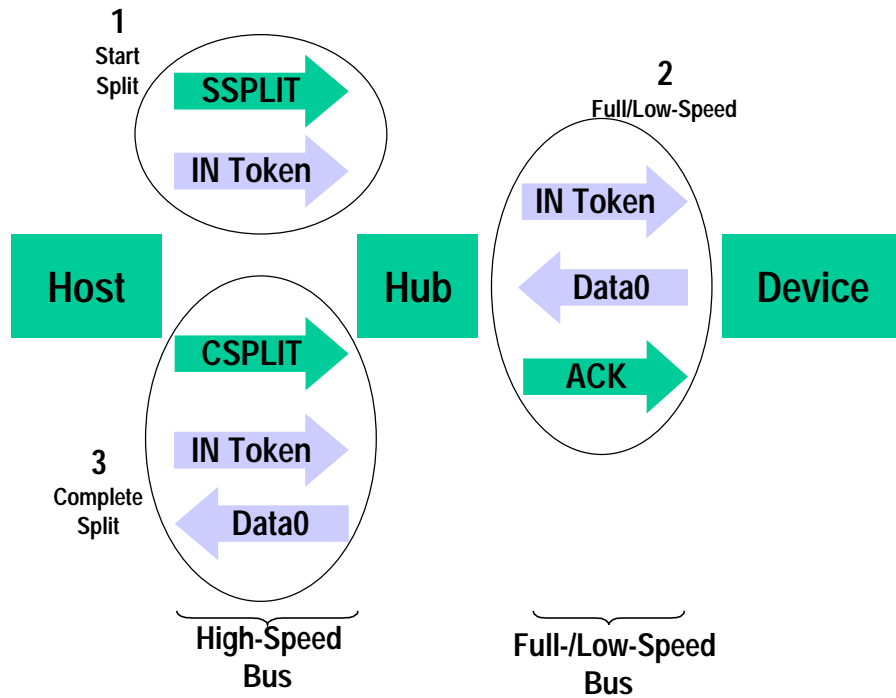 1
Start
Split
SSPLIT
IN Token
2
Full/Low-Speed
IN Token
Data0
ACK
Host
Hub
Device
CSPLIT
IN Token
Data0
3
Complete
Split
High-Speed
Bus
Full-/Low-Speed
Bus